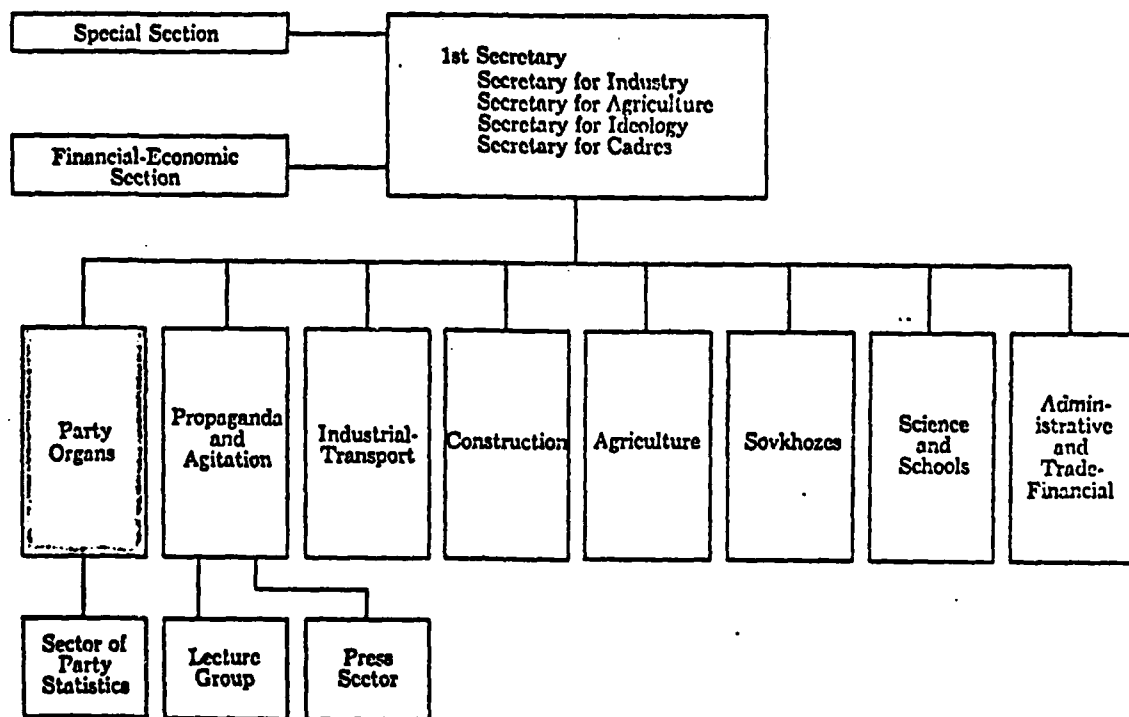 Special Section
1st Secretary
Secretary for Industry
Secretary for Agriculture
Secretary for Ideology
Secretary for Cadres
Financial-Economic
Section
Party
Organs
Propaganda
and
Agitation
Industrial-
Transport
Construction
Agriculture
Sovkhozes
Science
and
Schools
Admin-
istrative
and
Trade-
Financial
Sector of
Party
Statistics
Lecture
Group
Press
Sector